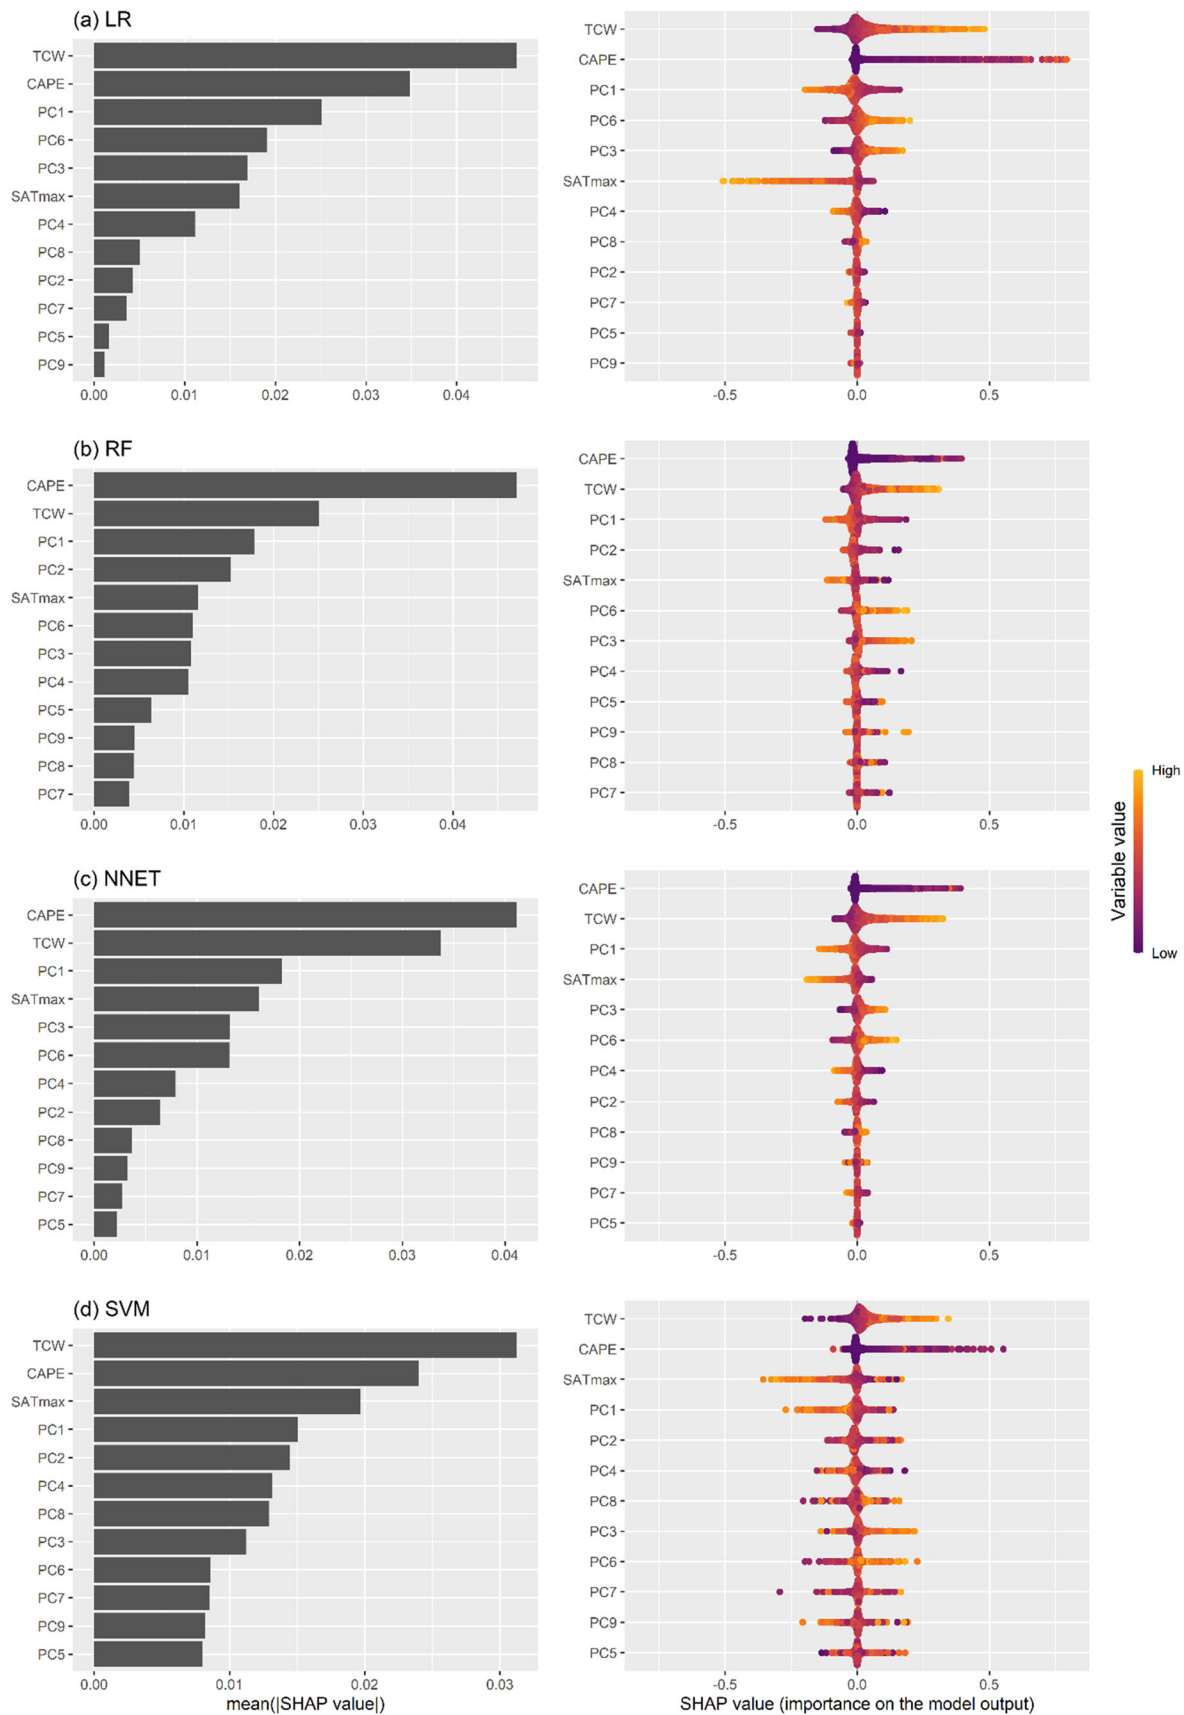 (a) LR
TCW
CAPE
PC1
PC6
PC3
SATmax
PC4
PC8
PC2
PC7
PC5
PC9
0.00 0.01 0.02 0.03 0.04
TCW
CAPE
PC1
PC6
PC3
SATmax
PC4
PC8
PC2
PC7
PC5
PC9
-0.5 0.0 0.5
(b) RF
CAPE
TCW
PC1
PC2
SATmax
PC6
PC3
PC4
PC5
PC9
PC8
PC7
0.00 0.01 0.02 0.03 0.04
CAPE
TCW
PC1
PC2
SATmax
PC6
PC3
PC4
PC5
PC9
PC8
PC7
-0.5 0.0 0.5
(c) NNET
CAPE
TCW
PC1
SATmax
PC3
PC6
PC4
PC2
PC8
PC9
PC7
PC5
0.00 0.01 0.02 0.03 0.04
CAPE
TCW
PC1
SATmax
PC3
PC6
PC4
PC2
PC8
PC9
PC7
PC5
-0.5 0.0 0.5
(d) SVM
TCW
CAPE
SATmax
PC1
PC2
PC4
PC8
PC3
PC6
PC7
PC9
PC5
0.00 0.01 0.02 0.03
mean(|SHAP value|)
TCW
CAPE
SATmax
PC1
PC2
PC4
PC8
PC3
PC6
PC7
PC9
PC5
-0.5 0.0 0.5
SHAP value (importance on the model output)
Variable value
High
Low